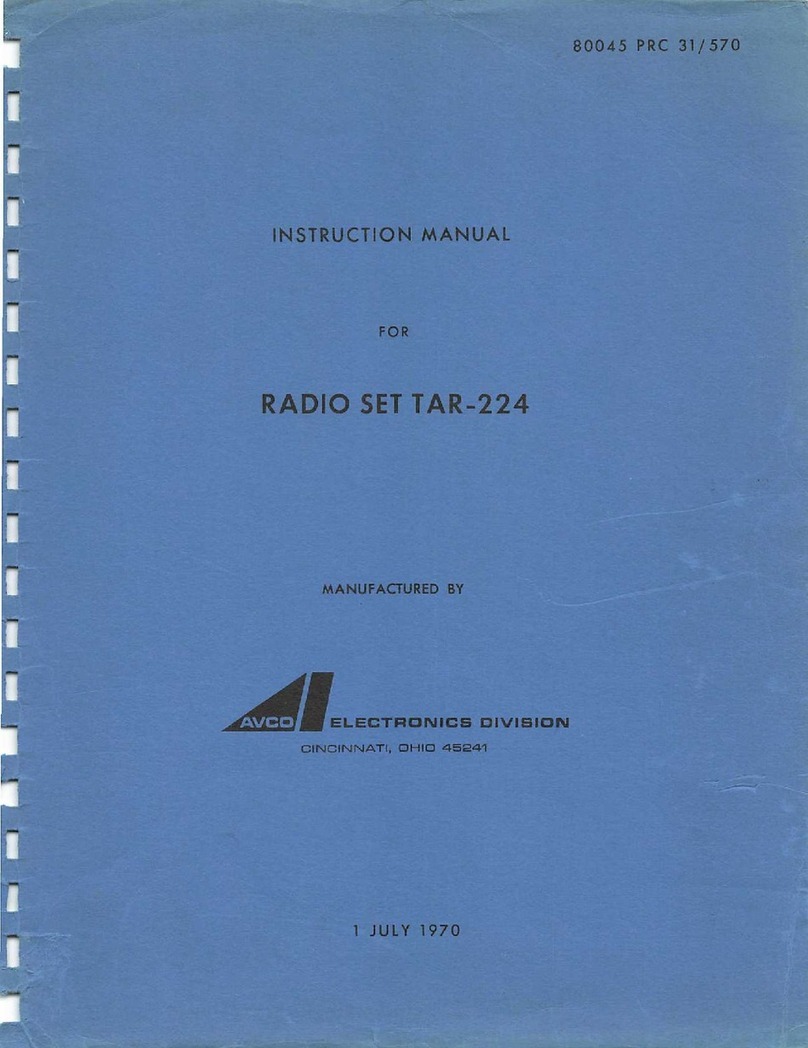 80045 PRC 31/570
INSTRUCTION MANUAL
FOR
RADIO SET TAR-224
MANUFACTURED BY
AVCO ELECTRONICS DIVISION
CINCINNATI, OHIO 45241
1 JULY 1970